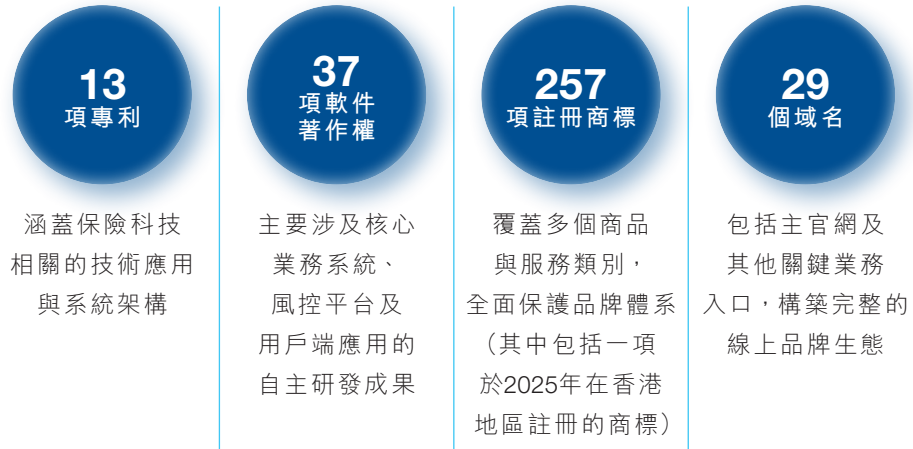 13
項專利
涵蓋保險科技
相關的技術應用
與系統架構
37
項軟件
著作權
主要涉及核心
業務系統、
風控平台及
用戶端應用的
自主研發成果
257
項註冊商標
覆蓋多個商品
與服務類別，
全面保護品牌體系
（其中包括一項
於2025年在香港
地區註冊的商標）
29
個域名
包括主官網及
其他關鍵業務
入口，構築完整的
線上品牌生態